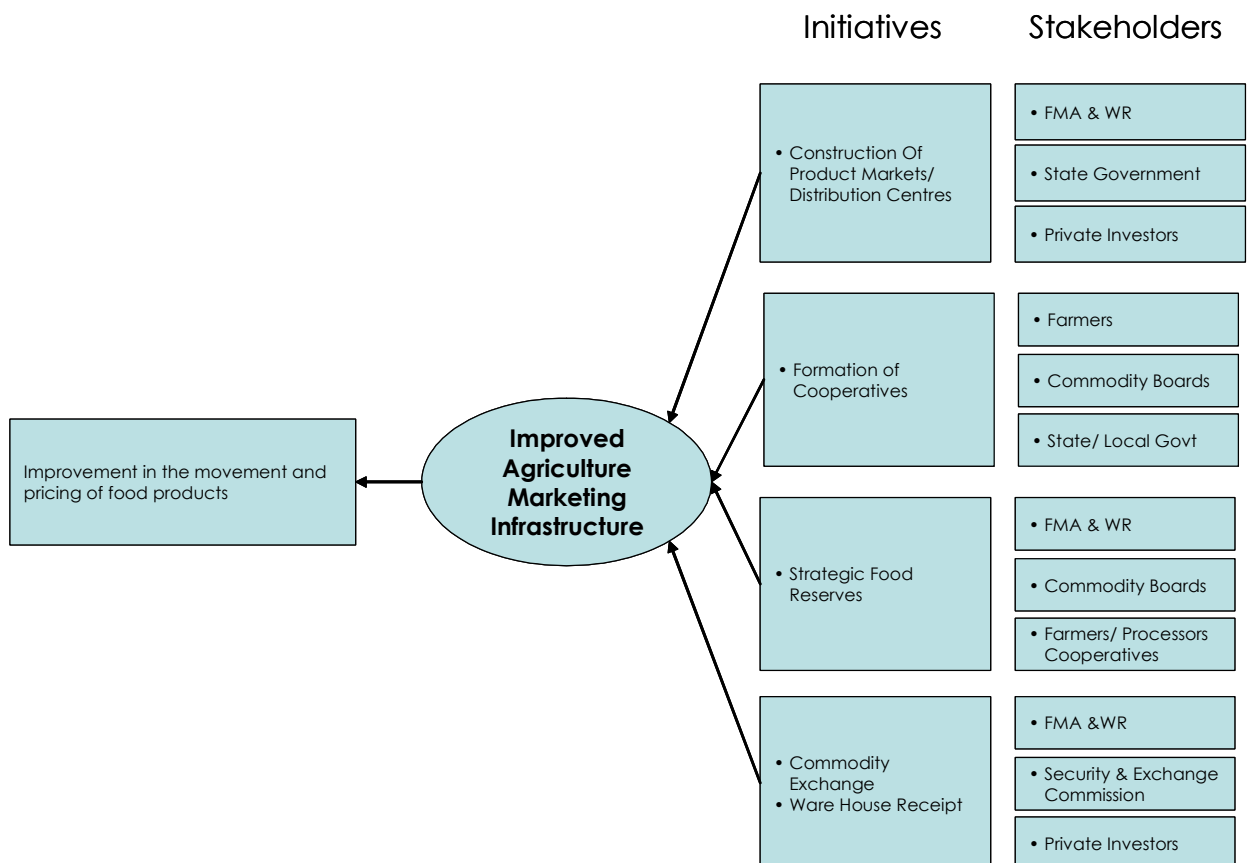 Initiatives
Stakeholders
• Construction Of
Product Markets/
Distribution Centres
• FMA & WR
• State Government
• Private Investors
• Formation of
Cooperatives
• Farmers
• Commodity Boards
• State/ Local Govt
Improvement in the movement and
pricing of food products
Improved
Agriculture
Marketing
Infrastructure
• Strategic Food
Reserves
• FMA & WR
• Commodity Boards
• Farmers/ Processors
Cooperatives
• Commodity
Exchange
• Ware House Receipt
• FMA &WR
• Security & Exchange
Commission
• Private Investors